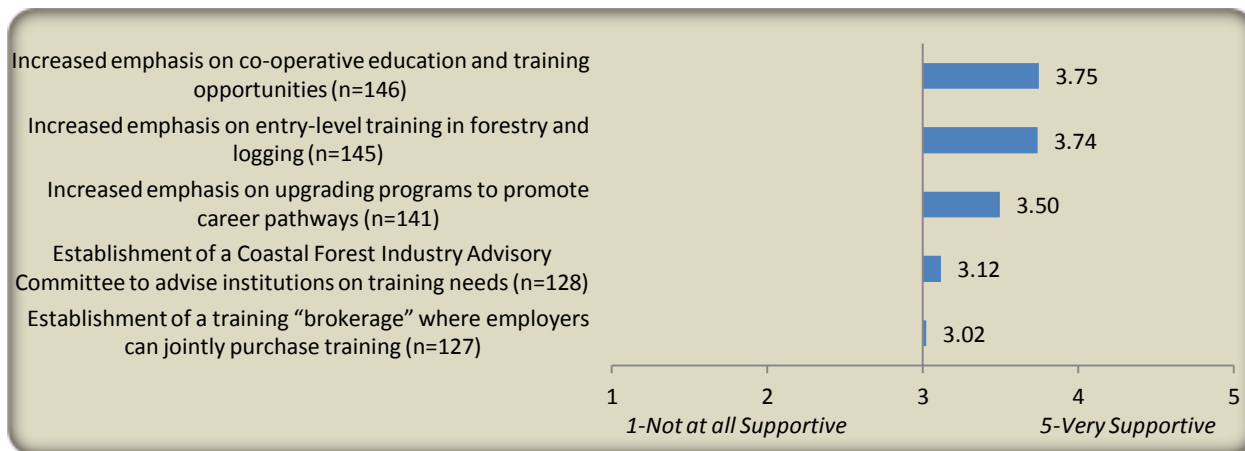 Increased emphasis on co-operative education and training
opportunities (n=146)
3.75
Increased emphasis on entry-level training in forestry and
logging (n=145)
3.74
Increased emphasis on upgrading programs to promote
career pathways (n=141)
3.50
Establishment of a Coastal Forest Industry Advisory
Committee to advise institutions on training needs (n=128)
3.12
Establishment of a training “brokerage” where employers
can jointly purchase training (n=127)
3.02
1 2 3 4 5
1-Not at all Supportive 5-Very Supportive